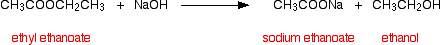 CH₃COOCH₂CH₃ + NaOH ⟶ CH₃COONa + CH₃CH₂OH
ethyl ethanoate sodium ethanoate ethanol